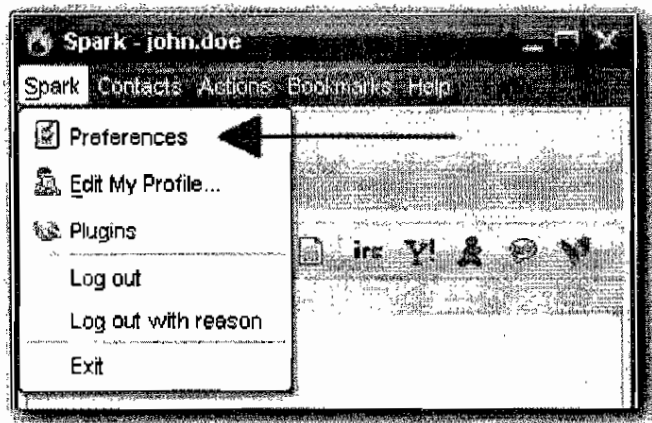 Spark - john.doe
Spark Contacts Actions Bookmarks Help
Preferences
Edit My Profile...
Plugins
irc Y!
Log out
Log out with reason
Exit